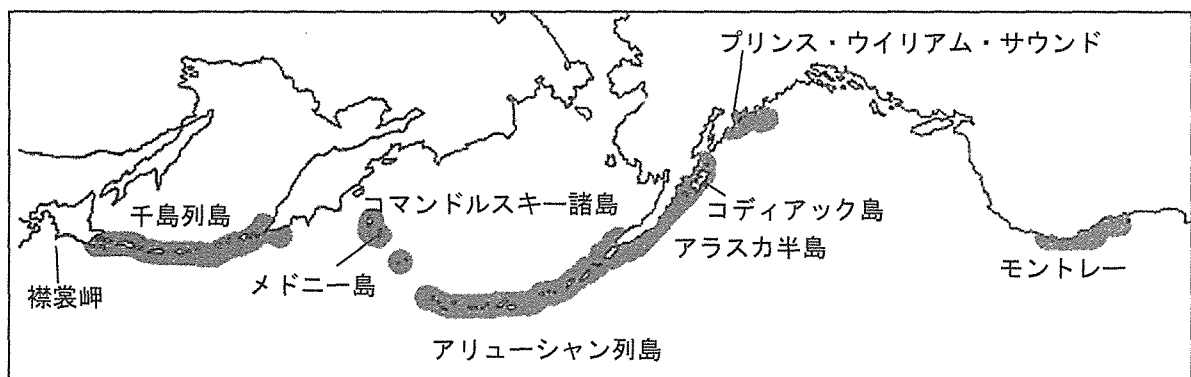 プリンス・ウイリアム・サウンド
千島列島
コマンドルスキー諸島
コディアック島
メドニー島
アラスカ半島
モントレー
襟裳岬
アリューシャン列島